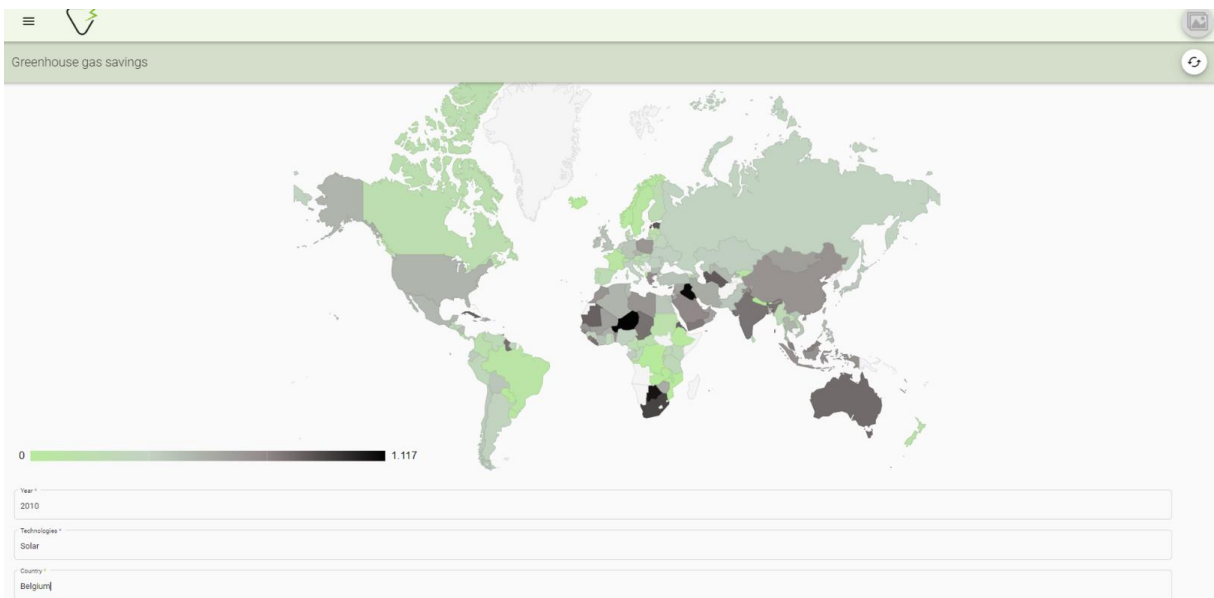 Greenhouse gas savings
0 1.117
Year *
2010
Technologies *
Solar
Country *
Belgium